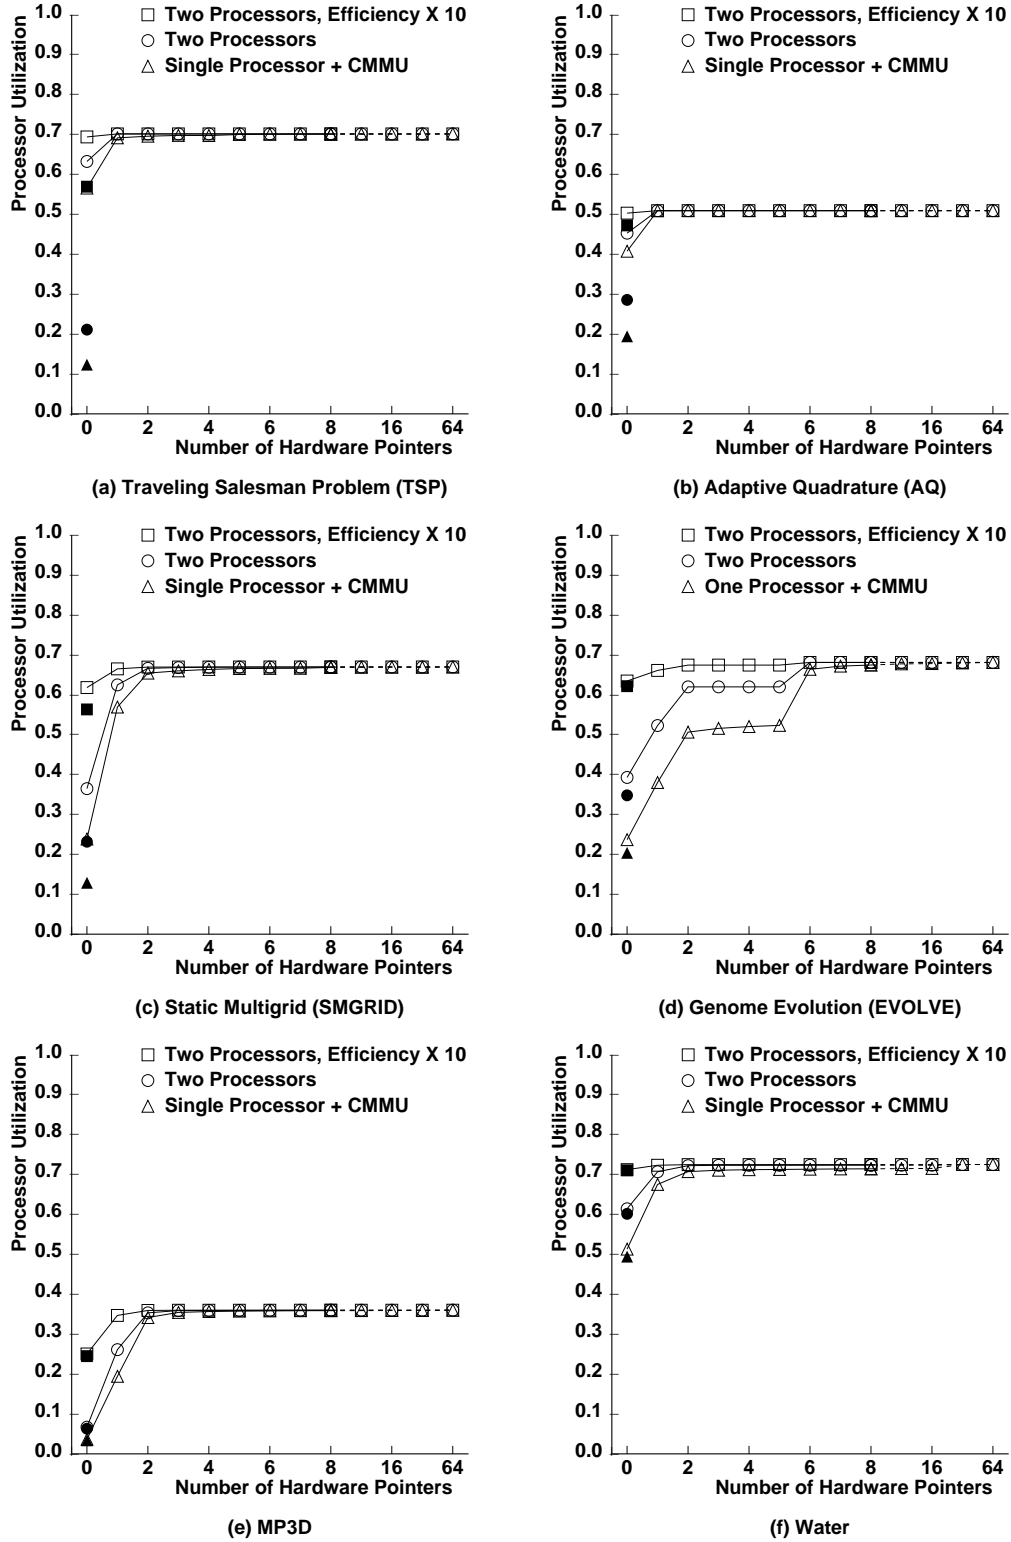 Two Processors, Efficiency X 10
Two Processors
Single Processor + CMMU
Processor Utilization
1.0
0.9
0.8
0.7
0.6
0.5
0.4
0.3
0.2
0.1
0.0
0 2 4 6 8 16 64
Number of Hardware Pointers
(a) Traveling Salesman Problem (TSP)
Two Processors, Efficiency X 10
Two Processors
Single Processor + CMMU
Processor Utilization
1.0
0.9
0.8
0.7
0.6
0.5
0.4
0.3
0.2
0.1
0.0
0 2 4 6 8 16 64
Number of Hardware Pointers
(b) Adaptive Quadrature (AQ)
Two Processors, Efficiency X 10
Two Processors
Single Processor + CMMU
Processor Utilization
1.0
0.9
0.8
0.7
0.6
0.5
0.4
0.3
0.2
0.1
0.0
0 2 4 6 8 16 64
Number of Hardware Pointers
(c) Static Multigrid (SMGRID)
Two Processors, Efficiency X 10
Two Processors
One Processor + CMMU
Processor Utilization
1.0
0.9
0.8
0.7
0.6
0.5
0.4
0.3
0.2
0.1
0.0
0 2 4 6 8 16 64
Number of Hardware Pointers
(d) Genome Evolution (EVOLVE)
Two Processors, Efficiency X 10
Two Processors
Single Processor + CMMU
Processor Utilization
1.0
0.9
0.8
0.7
0.6
0.5
0.4
0.3
0.2
0.1
0.0
0 2 4 6 8 16 64
Number of Hardware Pointers
(e) MP3D
Two Processors, Efficiency X 10
Two Processors
Single Processor + CMMU
Processor Utilization
1.0
0.9
0.8
0.7
0.6
0.5
0.4
0.3
0.2
0.1
0.0
0 2 4 6 8 16 64
Number of Hardware Pointers
(f) Water